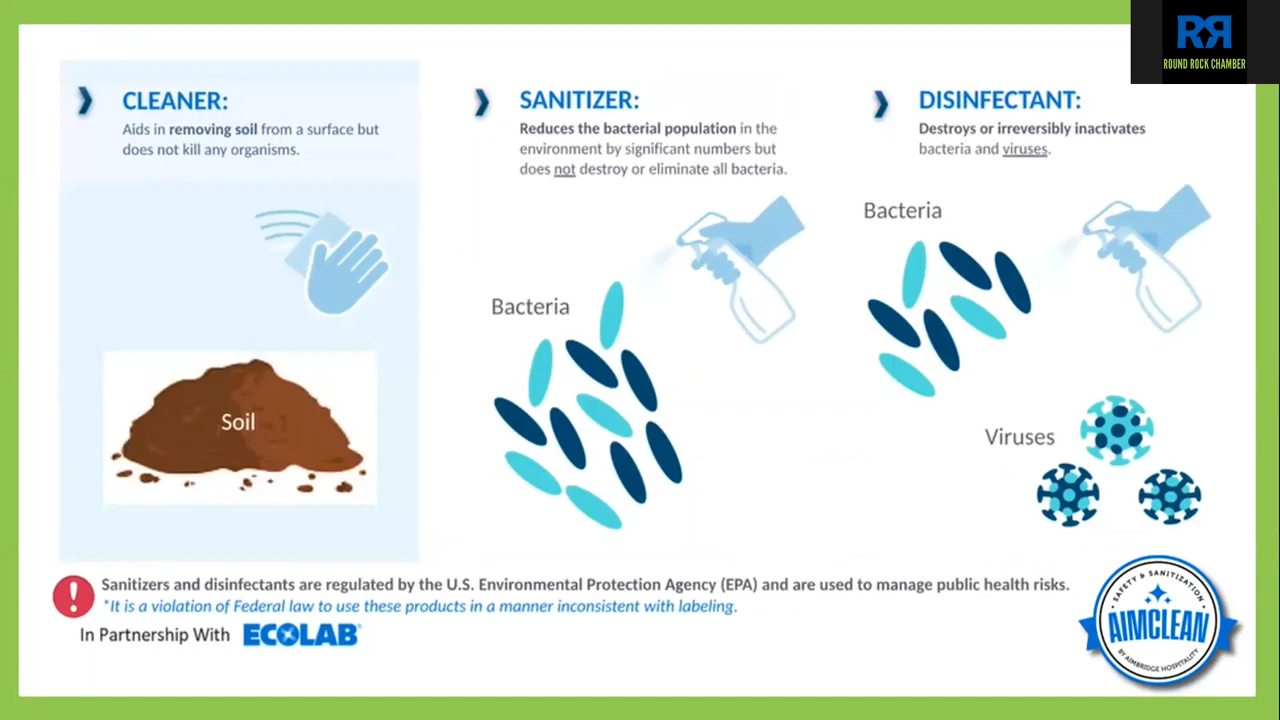 RR
ROUND ROCK CHAMBER
CLEANER:
Aids in removing soil from a surface but
does not kill any organisms.
Soil
SANITIZER:
Reduces the bacterial population in the
environment by significant numbers but
does not destroy or eliminate all bacteria.
Bacteria
DISINFECTANT:
Destroys or irreversibly inactivates
bacteria and viruses.
Bacteria
Viruses
! Sanitizers and disinfectants are regulated by the U.S. Environmental Protection Agency (EPA) and are used to manage public health risks.
*It is a violation of Federal law to use these products in a manner inconsistent with labeling.
In Partnership With ECOLAB®
SAFETY & SANITIZATION
AIMCLEAN
BY AIMBRIDGE HOSPITALITY